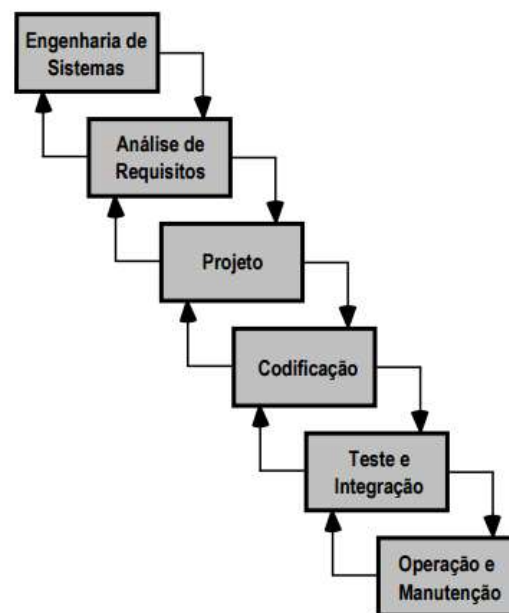 Engenharia de
Sistemas
Análise de
Requisitos
Projeto
Codificação
Teste e
Integração
Operação e
Manutenção